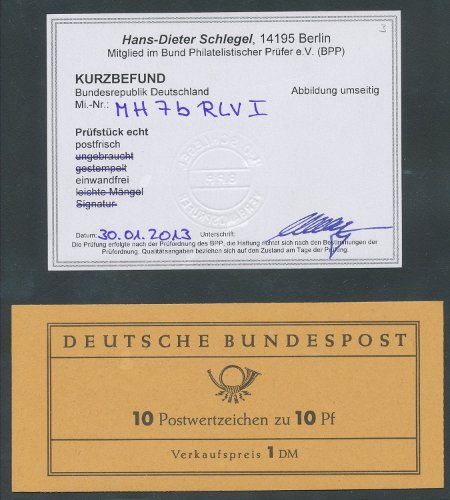 Hans-Dieter Schlegel, 14195 Berlin
Mitglied im Bund Philatelistischer Prüfer e.V. (BPP)
KURZBEFUND
Bundesrepublik Deutschland
Abbildung umseitig
Mi.-Nr.: MH 7b RLV I
Prüfstück echt
postfrisch
ungebraucht
gestempelt
einwandfrei
leichte Mängel
Signatur
Datum: 30.01.2013 Unterschrift:
Die Prüfung erfolgte nach der Prüfordnung des BPP, die Haftung richtet sich nach den Bestimmungen der
Prüfordnung. Qualitätsangaben beziehen sich auf den Zustand am Tage der Prüfung.
DEUTSCHE BUNDESPOST
10 Postwertzeichen zu 10 Pf
Verkaufspreis 1 DM